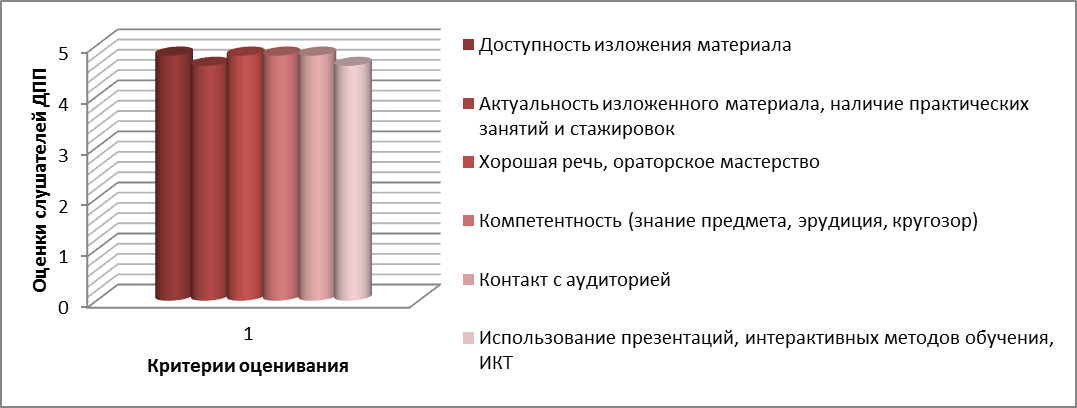 Оценки слушателей ДПП
5
4
3
2
1
0
1
Критерии оценивания
Доступность изложения материала
Актуальность изложенного материала, наличие практических
занятий и стажировок
Хорошая речь, ораторское мастерство
Компетентность (знание предмета, эрудиция, кругозор)
Контакт с аудиторией
Использование презентаций, интерактивных методов обучения,
ИКТ